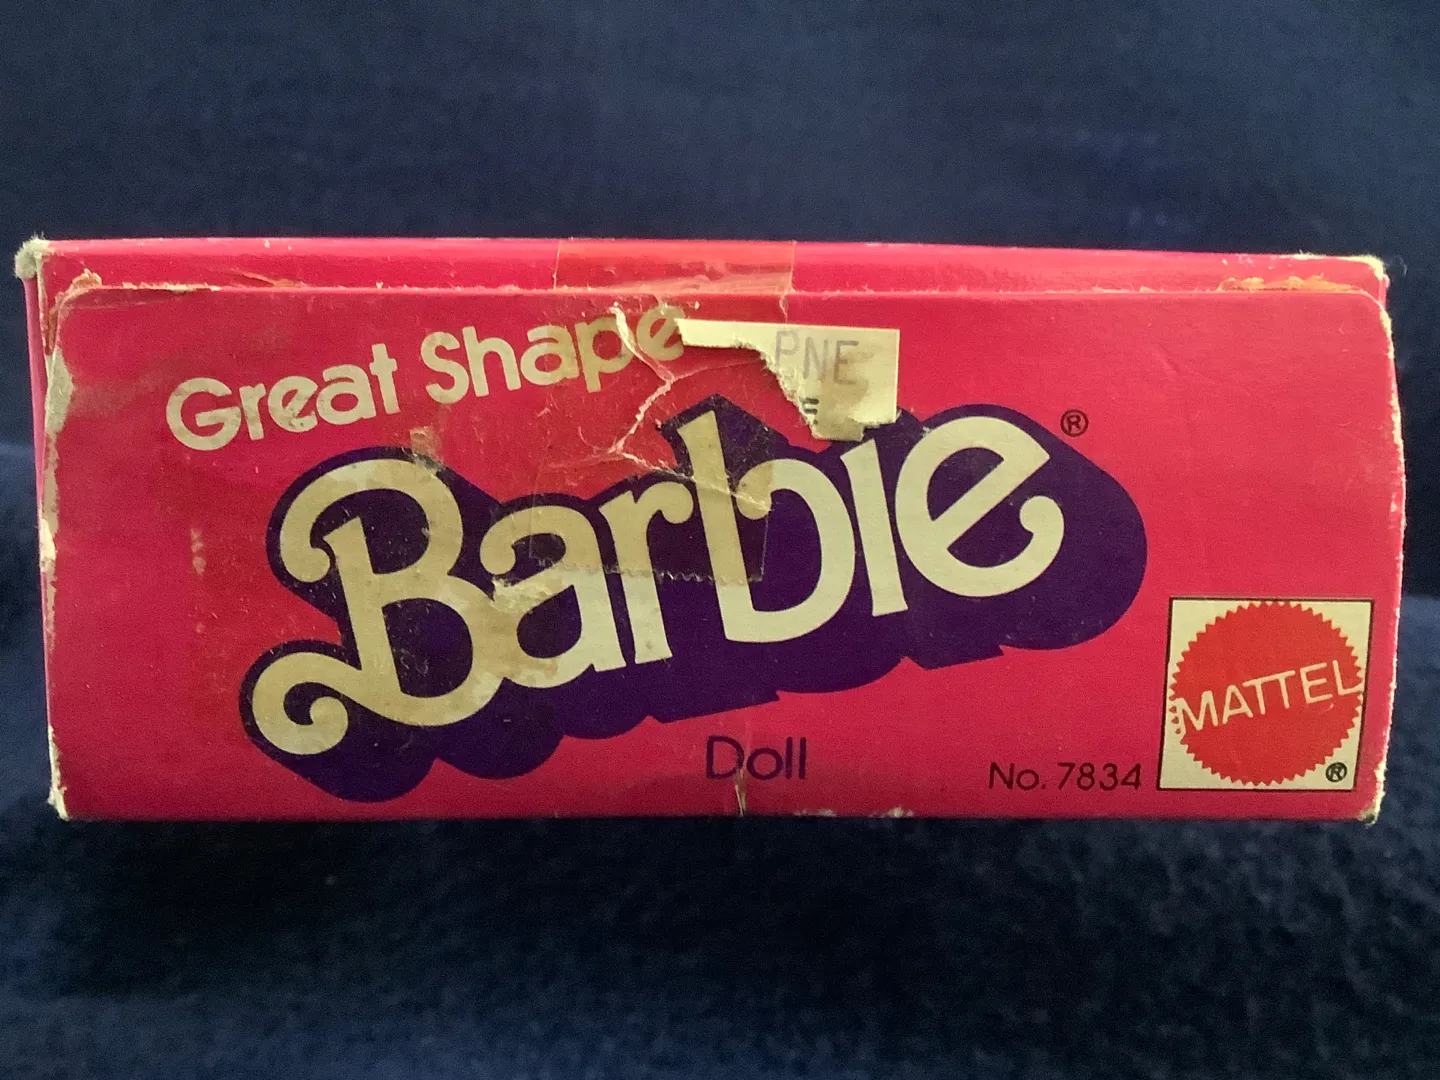 Great Shape
PNE
Barbie®
Doll
No. 7834
MATTEL
®